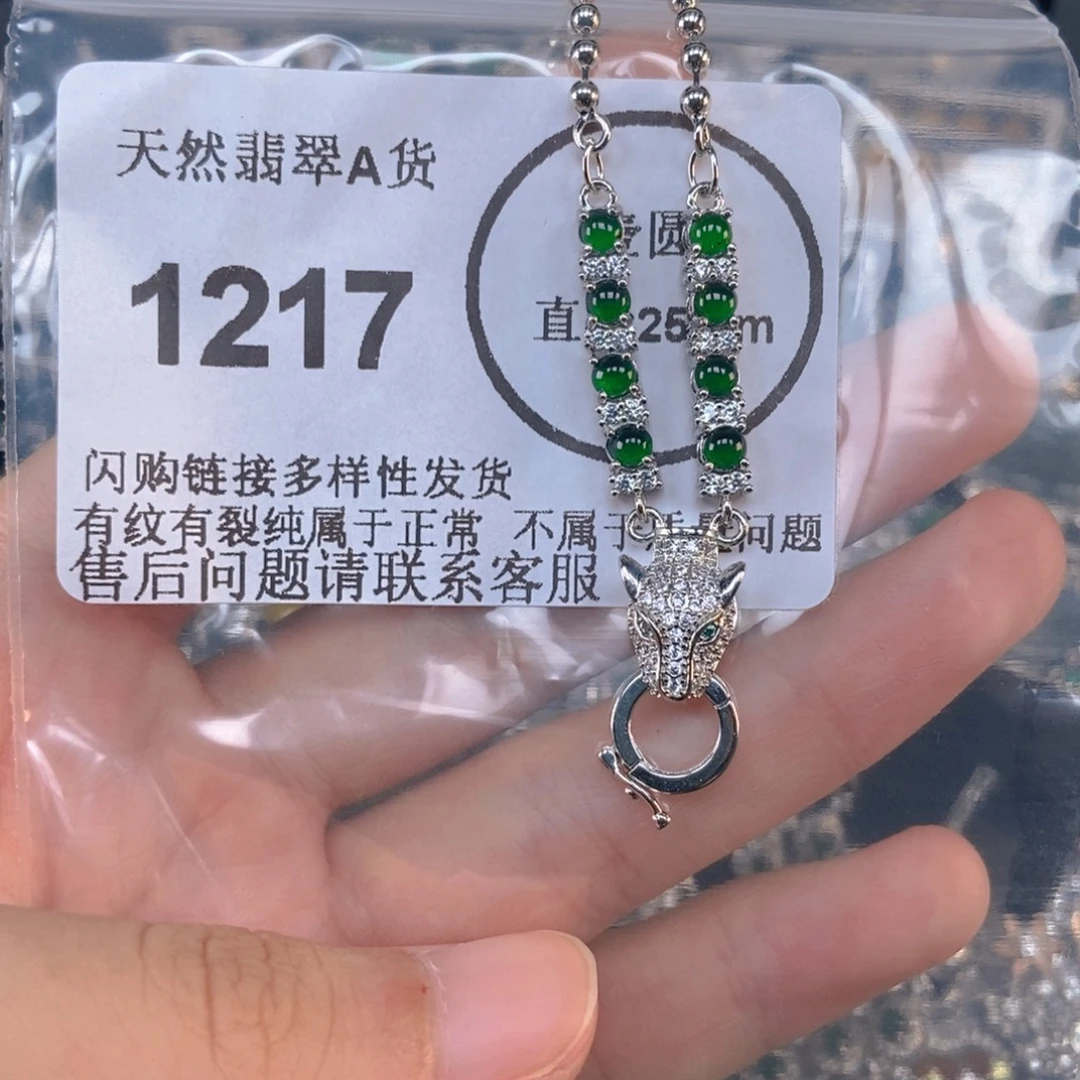 天然翡翠A货
1217
圆
直 25 m
闪购链接多样性发货
有纹有裂纯属于正常 不属于 问题
售后问题请联系客服